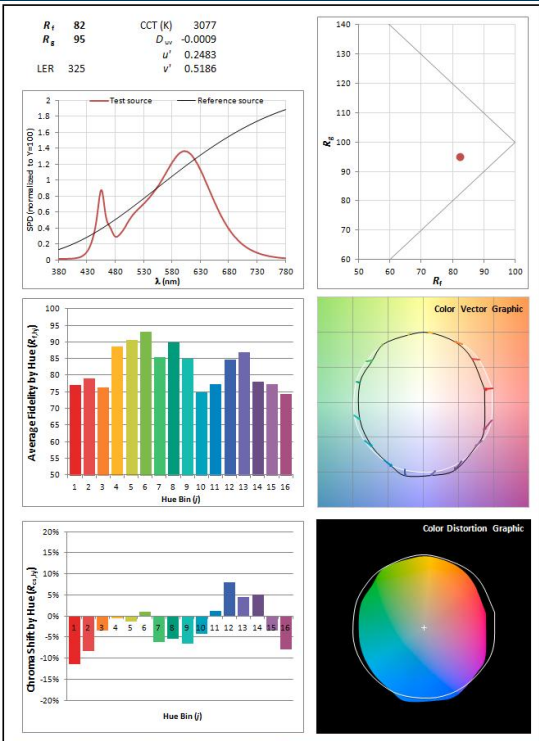 Rf 82 CCT (K) 3077
Rg 95 Duv -0.0009
u' 0.2483
LER 325 v' 0.5186
2
1.8
1.6
1.4
1.2
1
0.8
0.6
0.4
0.2
0
SPD (normalized to Y=100)
Test source Reference source
380 430 480 530 580 630 680 730 780
λ (nm)
140
130
120
110
100
90
80
70
60
Rg
50 60 70 80 90 100
Rf
100
95
90
85
80
75
70
65
60
55
50
Average Fidelity by Hue (Rf,hj)
1 2 3 4 5 6 7 8 9 10 11 12 13 14 15 16
Hue Bin (j)
Color Vector Graphic
20%
15%
10%
5%
0%
-5%
-10%
-15%
-20%
Chroma Shift by Hue (Rcs,hj)
1 2 3 4 5 6 7 8 9 10 11 12 13 14 15 16
Hue Bin (j)
Color Distortion Graphic